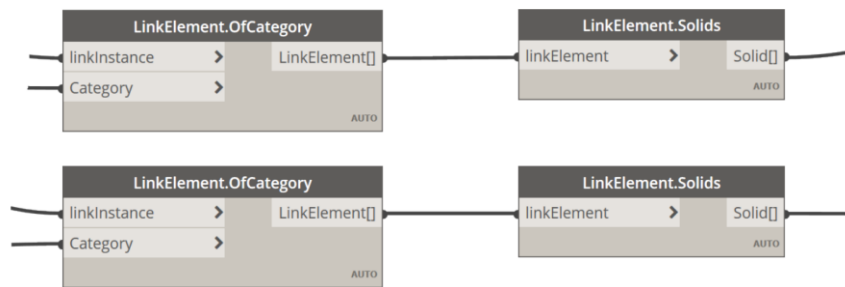 LinkElement.OfCategory
linkInstance > LinkElement[]
Category >
AUTO
LinkElement.Solids
linkElement > Solid[]
AUTO
LinkElement.OfCategory
linkInstance > LinkElement[]
Category >
AUTO
LinkElement.Solids
linkElement > Solid[]
AUTO